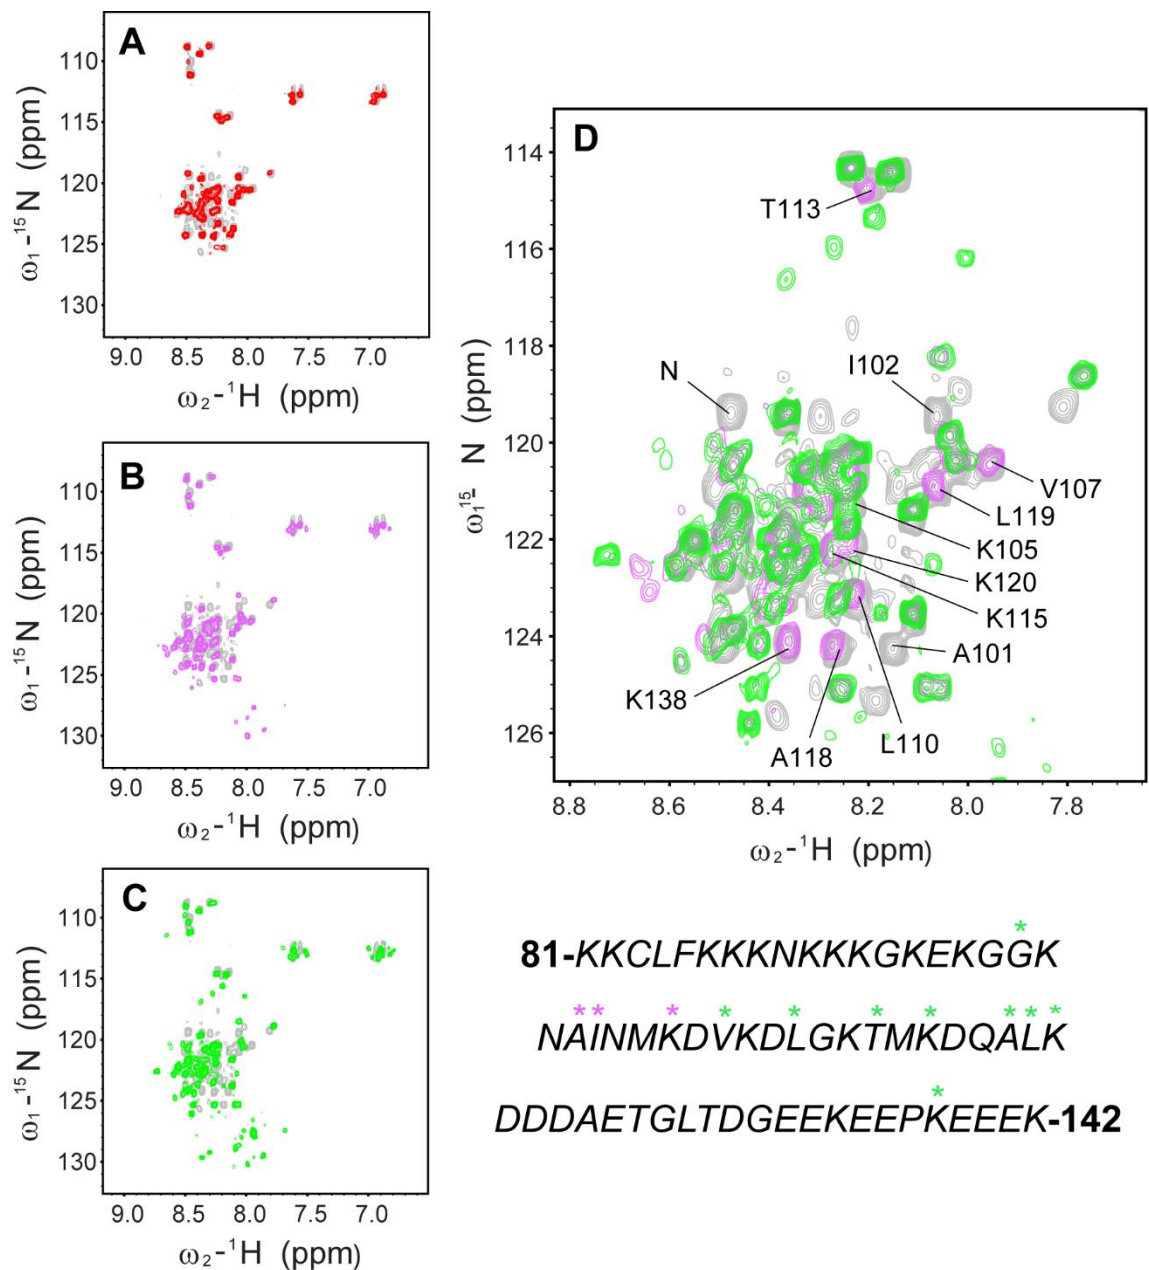 A
110
115
120
125
130
ω₁-¹⁵N (ppm)
9.0 8.5 8.0 7.5 7.0
ω₂-¹H (ppm)
B
110
115
120
125
130
ω₁-¹⁵N (ppm)
9.0 8.5 8.0 7.5 7.0
ω₂-¹H (ppm)
C
110
115
120
125
130
ω₁-¹⁵N (ppm)
9.0 8.5 8.0 7.5 7.0
ω₂-¹H (ppm)
D
114
116
118
120
122
124
126
ω₁¹⁵N (ppm)
T113
N
I102
V107
L119
K105
K120
K115
A101
K138
L110
A118
8.8 8.6 8.4 8.2 8.0 7.8
ω₂-¹H (ppm)
*
81-KKCLFKKKNKKKGKEKGGK
* * * * * * * * * *
NAINMKDVKDLGKTMKDQALK
*
DDDAETGLTDGEEKEEPKEEEK-142